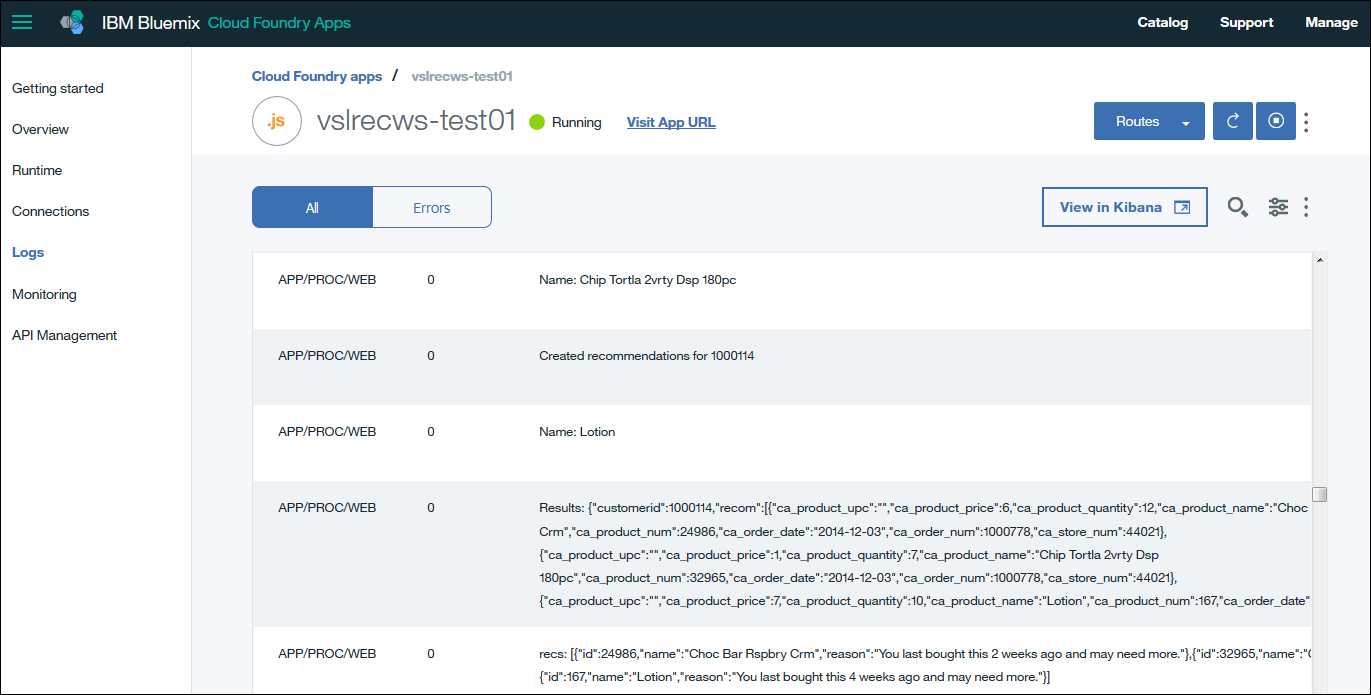 IBM Bluemix Cloud Foundry Apps Catalog Support Manage
Getting started
Overview
Runtime
Connections
Logs
Monitoring
API Management
Cloud Foundry apps / vslrecws-test01
.js vslrecws-test01 Running Visit App URL Routes
All Errors View in Kibana
APP/PROC/WEB 0 Name: Chip Tortla 2vrty Dsp 180pc
APP/PROC/WEB 0 Created recommendations for 1000114
APP/PROC/WEB 0 Name: Lotion
APP/PROC/WEB 0 Results: {"customerid":1000114,"recom":[{"ca_product_upc":"","ca_product_price":6,"ca_product_quantity":12,"ca_product_name":"Choc
Crm","ca_product_num":24986,"ca_order_date":"2014-12-03","ca_order_num":1000778,"ca_store_num":44021},
{"ca_product_upc":"","ca_product_price":1,"ca_product_quantity":7,"ca_product_name":"Chip Tortla 2vrty Dsp
180pc","ca_product_num":32965,"ca_order_date":"2014-12-03","ca_order_num":1000778,"ca_store_num":44021},
{"ca_product_upc":"","ca_product_price":7,"ca_product_quantity":10,"ca_product_name":"Lotion","ca_product_num":167,"ca_order_date"
APP/PROC/WEB 0 recs: [{"id":24986,"name":"Choc Bar Rspbry Crm","reason":"You last bought this 2 weeks ago and may need more."},{"id":32965,"name":"
{"id":167,"name":"Lotion","reason":"You last bought this 4 weeks ago and may need more."}]